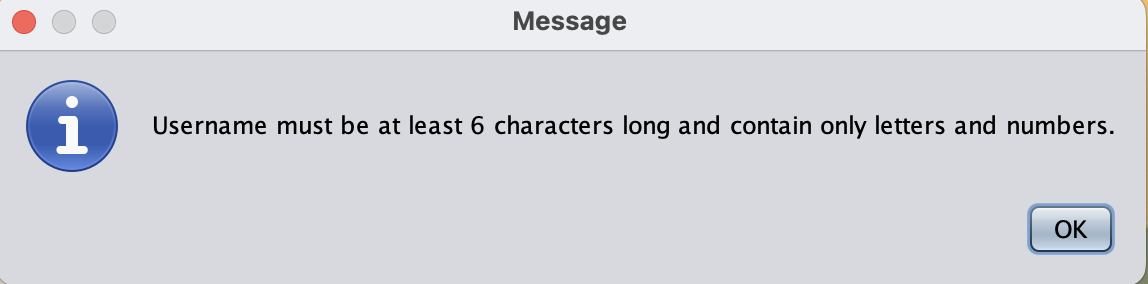 Message
Username must be at least 6 characters long and contain only letters and numbers.
OK